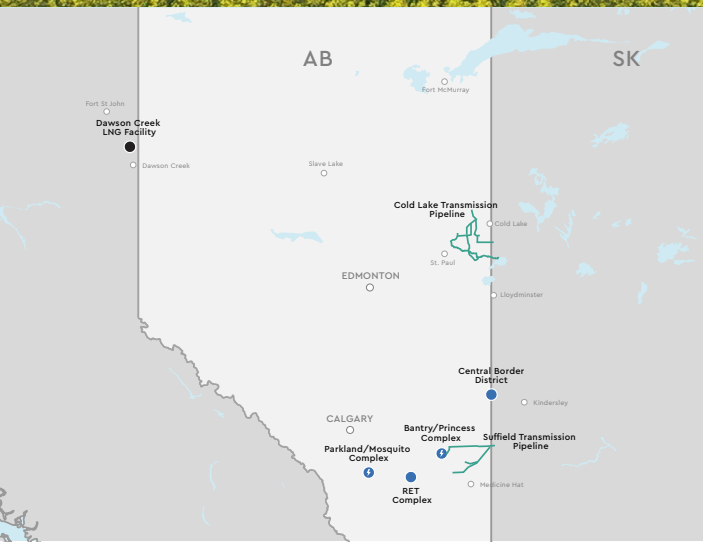 AB
SK
Fort McMurray
Fort St John
Dawson Creek
LNG Facility
Dawson Creek
Slave Lake
Cold Lake Transmission
Pipeline
Cold Lake
St. Paul
EDMONTON
Lloydminster
Central Border
District
Kindersley
CALGARY
Bantry/Princess
Complex
Suffield Transmission
Pipeline
Parkland/Mosquito
Complex
RET
Complex
Medicine Hat